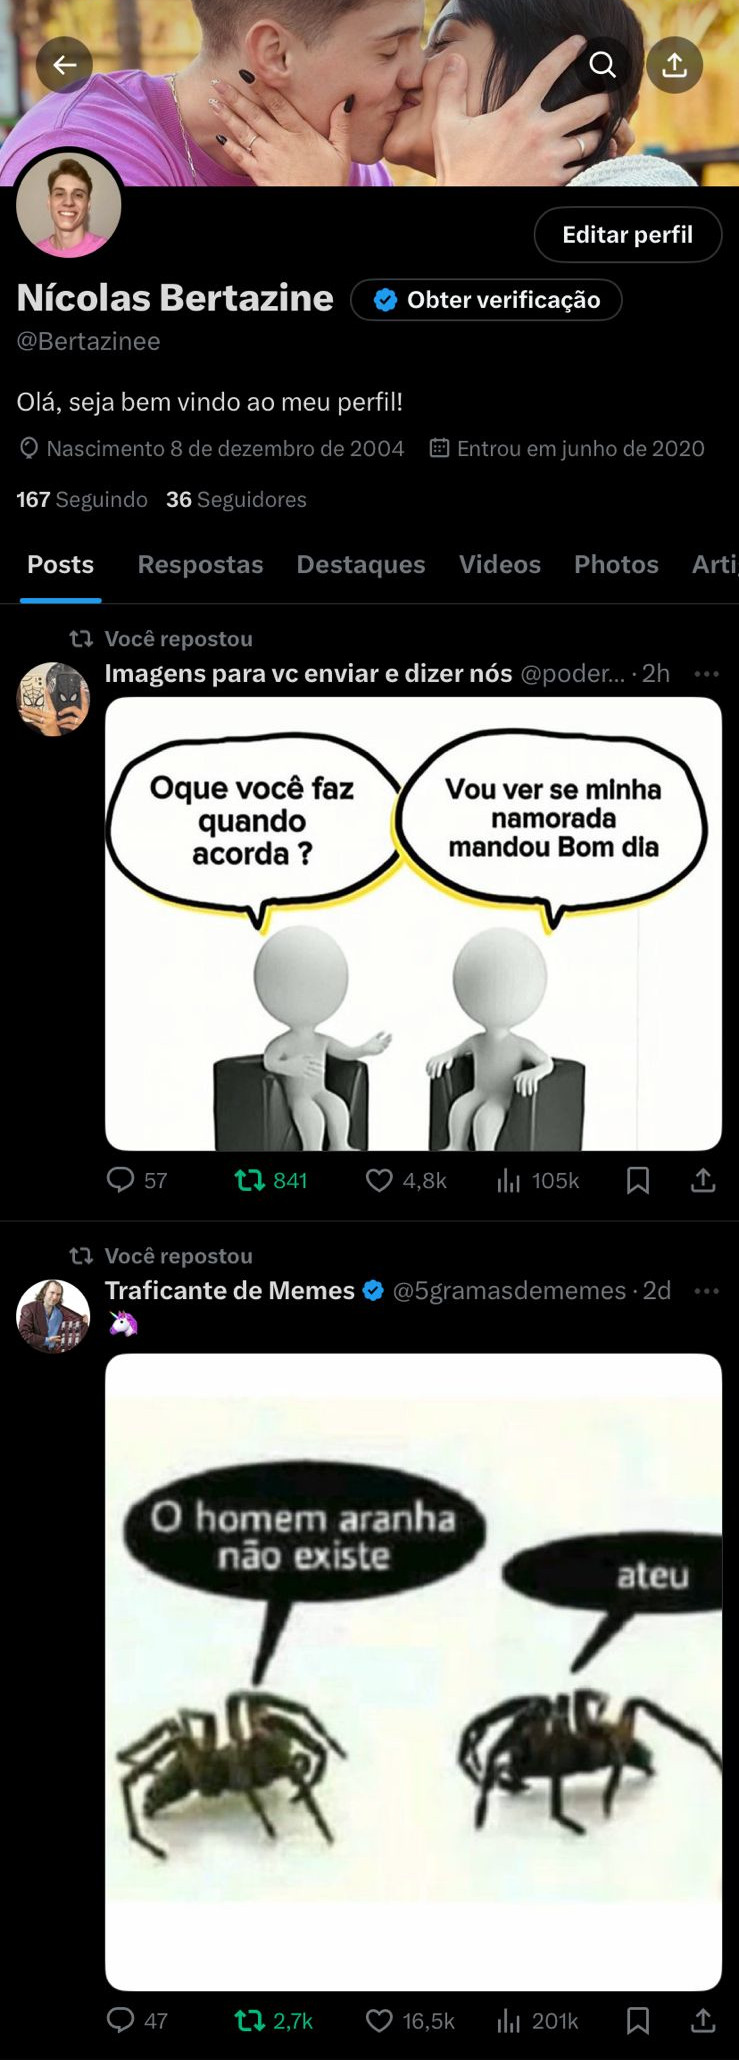 Editar perfil
Nícolas Bertazine
Obter verificação
@Bertazinee
Olá, seja bem vindo ao meu perfil!
Nascimento 8 de dezembro de 2004 Entrou em junho de 2020
167 Seguindo 36 Seguidores
Posts Respostas Destaques Videos Photos Arti
Você repostou
Imagens para vc enviar e dizer nós @poder... · 2h
Oque você faz
quando
acorda ?
Vou ver se minha
namorada
mandou Bom dia
57 841 4,8k 105k
Você repostou
Traficante de Memes @5gramasdememes · 2d
O homem aranha
não existe
ateu
47 2,7k 16,5k 201k